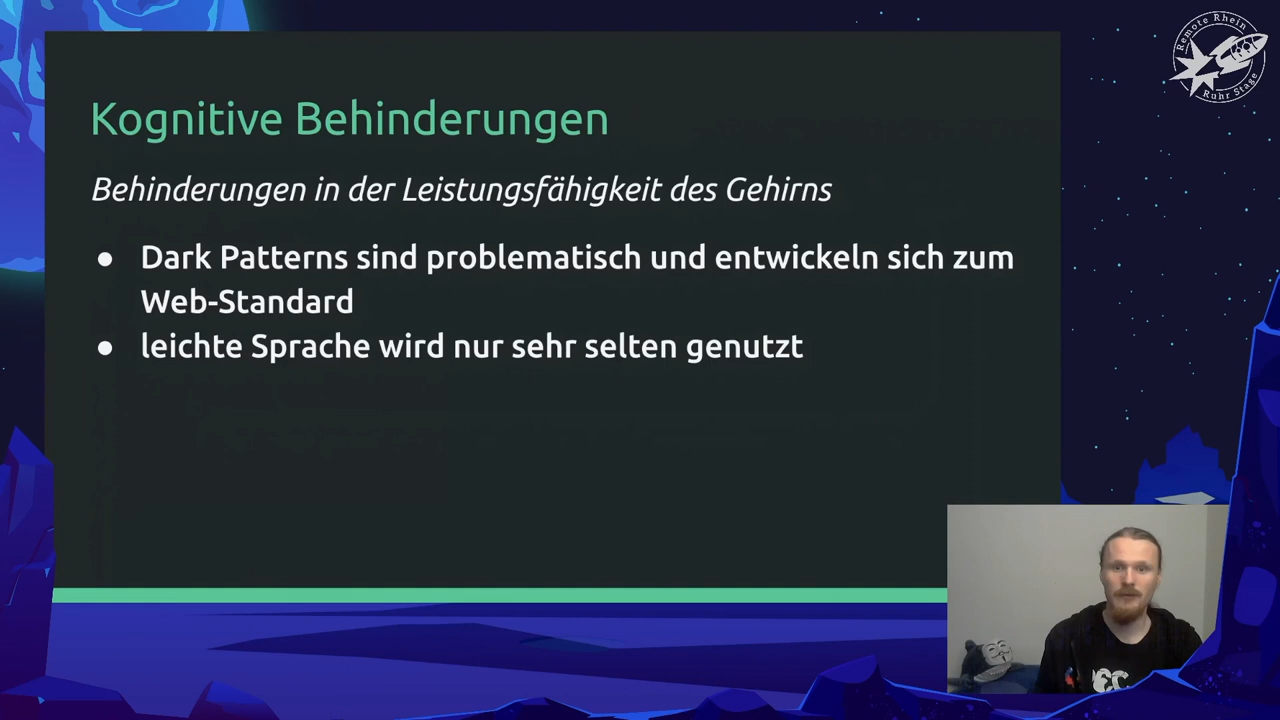 Remote Rhein
Ruhr Stage
Kognitive Behinderungen
Behinderungen in der Leistungsfähigkeit des Gehirns
● Dark Patterns sind problematisch und entwickeln sich zum
Web-Standard
● leichte Sprache wird nur sehr selten genutzt